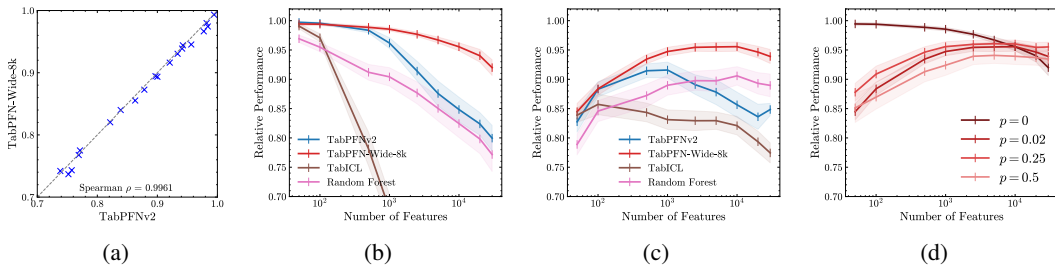 TabPFN-Wide-8k
1.0
0.9
0.8
0.7
0.7
0.8
0.9
1.0
Spearman ρ = 0.9961
TabPFNv2
(a)
Relative Performance
1.00
0.95
0.90
0.85
0.80
0.75
0.70
TabPFNv2
TabPFN-Wide-8k
TabICL
Random Forest
10²
10³
10⁴
Number of Features
(b)
Relative Performance
1.00
0.95
0.90
0.85
0.80
0.75
0.70
TabPFNv2
TabPFN-Wide-8k
TabICL
Random Forest
10²
10³
10⁴
Number of Features
(c)
Relative Performance
1.00
0.95
0.90
0.85
0.80
0.75
0.70
p = 0
p = 0.02
p = 0.25
p = 0.5
10²
10³
10⁴
Number of Features
(d)